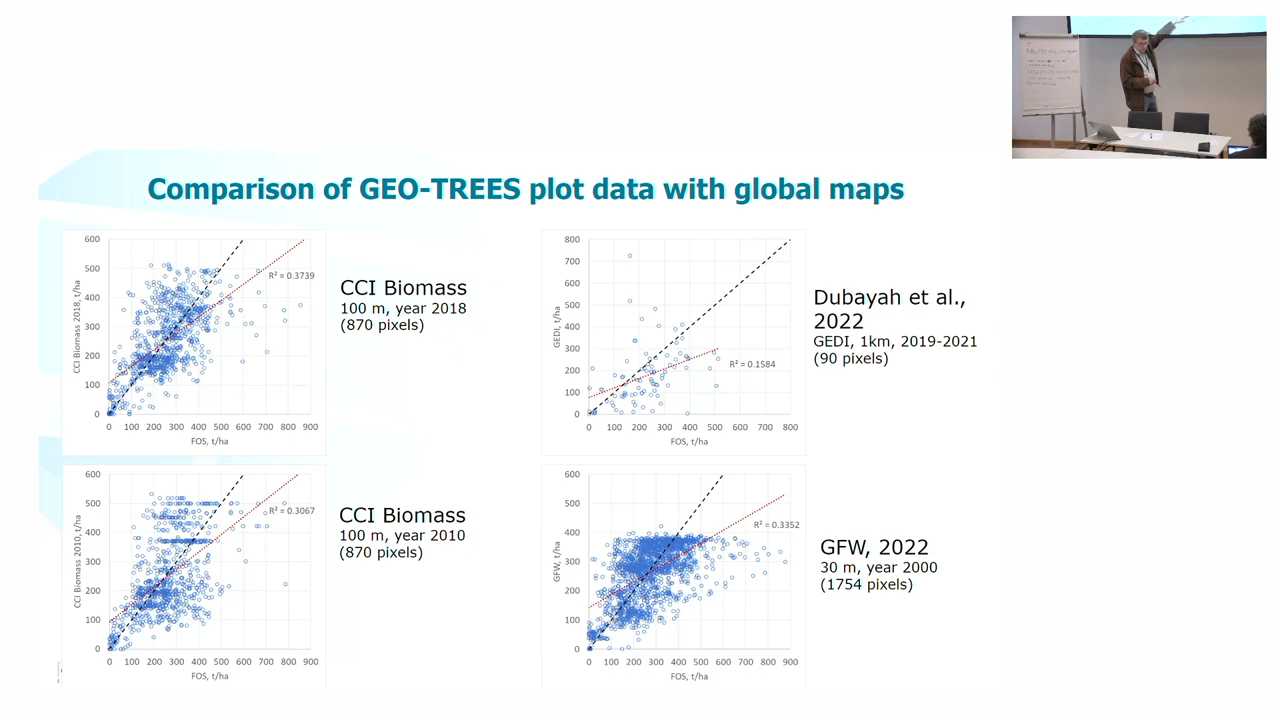 Comparison of GEO-TREES plot data with global maps
600
500
400
300
200
100
0
CCI Biomass 2018, t/ha
R² = 0.3739
0 100 200 300 400 500 600 700 800 900
FOS, t/ha
CCI Biomass
100 m, year 2018
(870 pixels)
800
700
600
500
400
300
200
100
0
GEDI, t/ha
R² = 0.1584
0 100 200 300 400 500 600 700 800
FOS, t/ha
Dubayah et al.,
2022
GEDI, 1km, 2019-2021
(90 pixels)
600
500
400
300
200
100
0
CCI Biomass 2010, t/ha
R² = 0.3067
0 100 200 300 400 500 600 700 800 900
FOS, t/ha
CCI Biomass
100 m, year 2010
(870 pixels)
600
500
400
300
200
100
0
GFW, t/ha
R² = 0.3352
0 100 200 300 400 500 600 700 800 900
FOS, t/ha
GFW, 2022
30 m, year 2000
(1754 pixels)